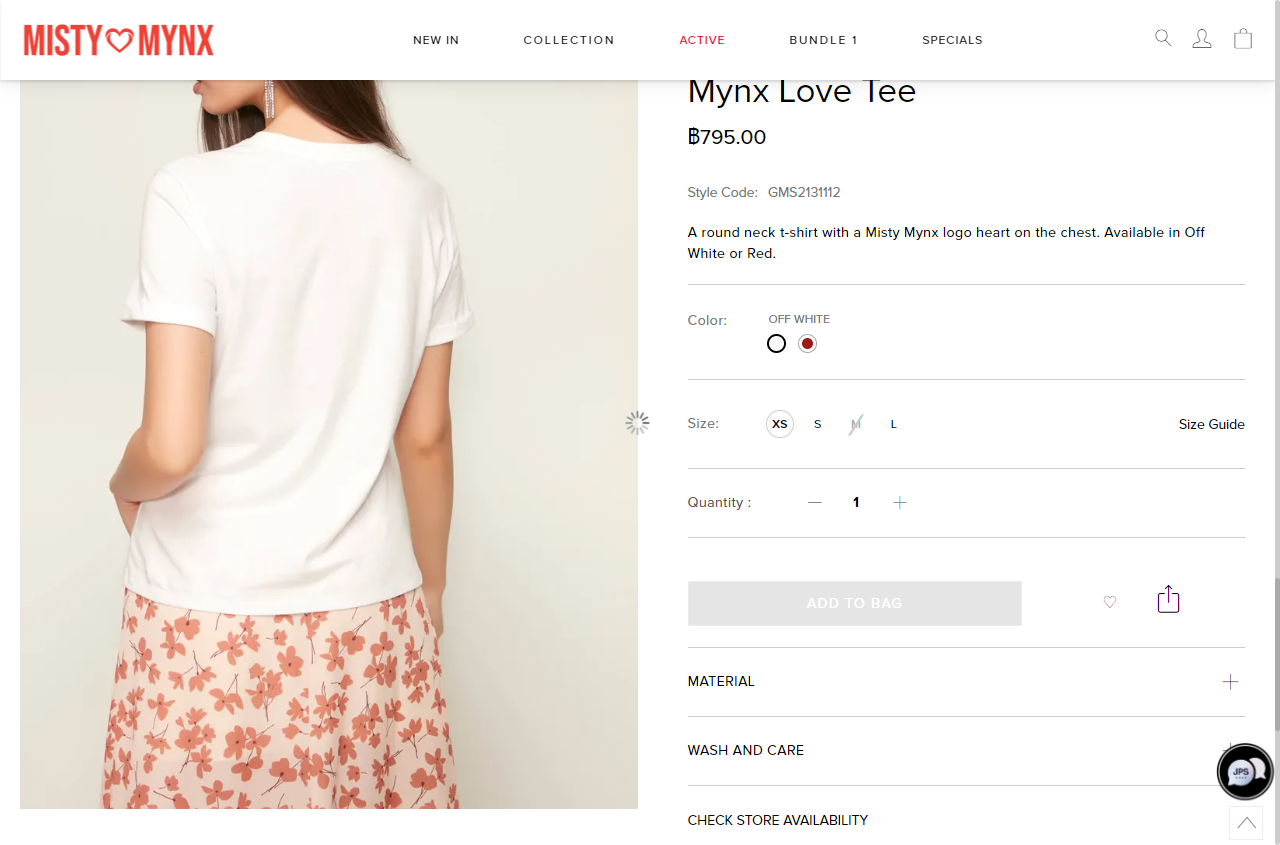 MISTY MYNX
NEW IN
COLLECTION
ACTIVE
BUNDLE 1
SPECIALS
Mynx Love Tee
฿795.00
Style Code: GMS2131112
A round neck t-shirt with a Misty Mynx logo heart on the chest. Available in Off
White or Red.
Color:
OFF WHITE
Size:
XS
S
M
L
Size Guide
Quantity :
1
ADD TO BAG
MATERIAL
WASH AND CARE
JPS
CHECK STORE AVAILABILITY